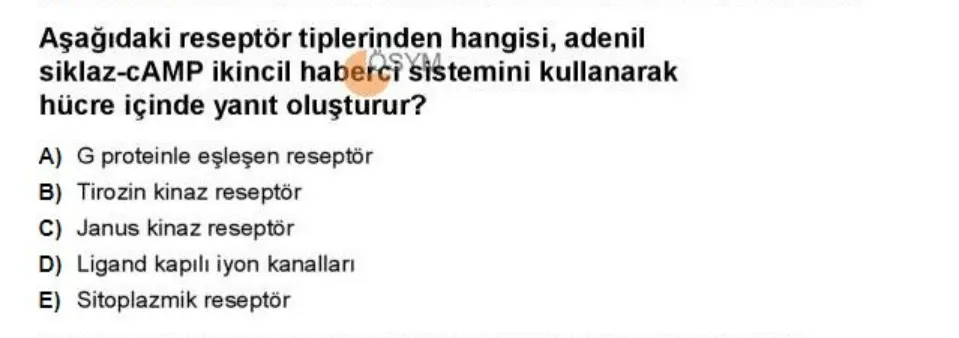 Aşağıdaki reseptör tiplerinden hangisi, adenil
ÖSYM
siklaz-cAMP ikincil haberci sistemini kullanarak
hücre içinde yanıt oluşturur?
A) G proteinle eşleşen reseptör
B) Tirozin kinaz reseptör
C) Janus kinaz reseptör
D) Ligand kapılı iyon kanalları
E) Sitoplazmik reseptör